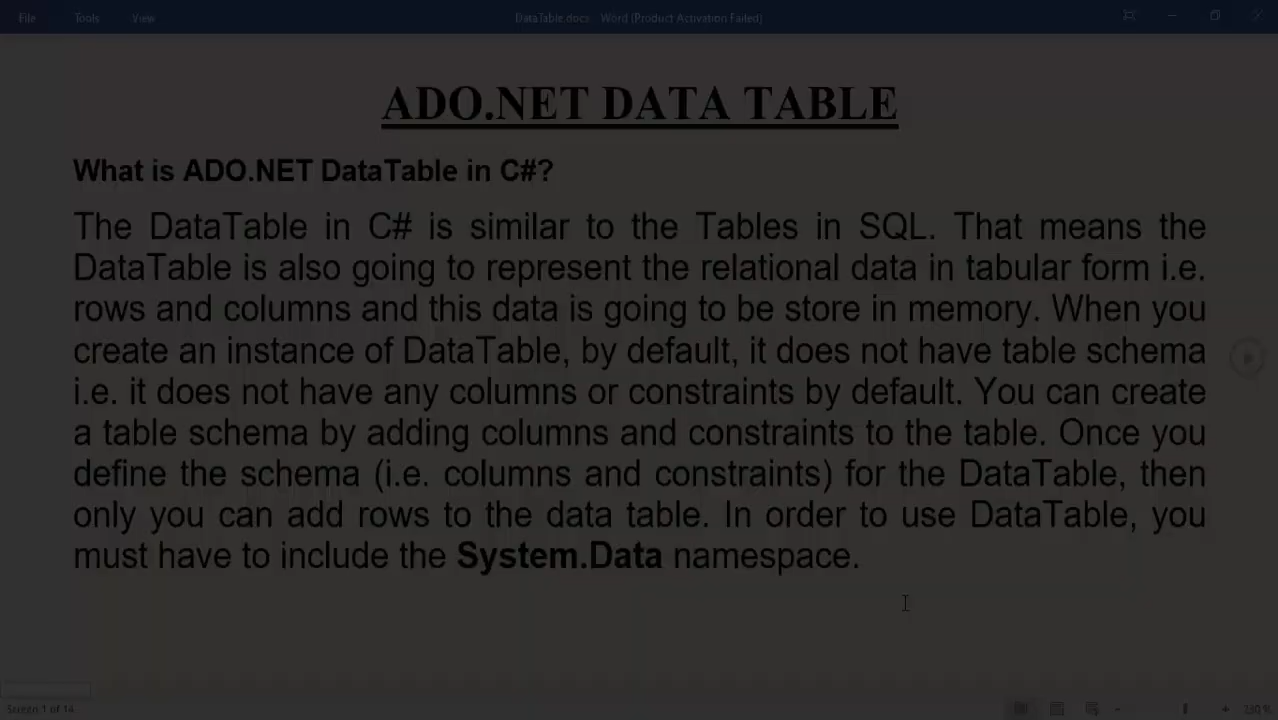 File Tools View DataTable.docx - Word (Product Activation Failed)
ADO.NET DATA TABLE
What is ADO.NET DataTable in C#?
The DataTable in C# is similar to the Tables in SQL. That means the
DataTable is also going to represent the relational data in tabular form i.e.
rows and columns and this data is going to be store in memory. When you
create an instance of DataTable, by default, it does not have table schema
i.e. it does not have any columns or constraints by default. You can create
a table schema by adding columns and constraints to the table. Once you
define the schema (i.e. columns and constraints) for the DataTable, then
only you can add rows to the data table. In order to use DataTable, you
must have to include the System.Data namespace.
Screen 1 of 14 230 %